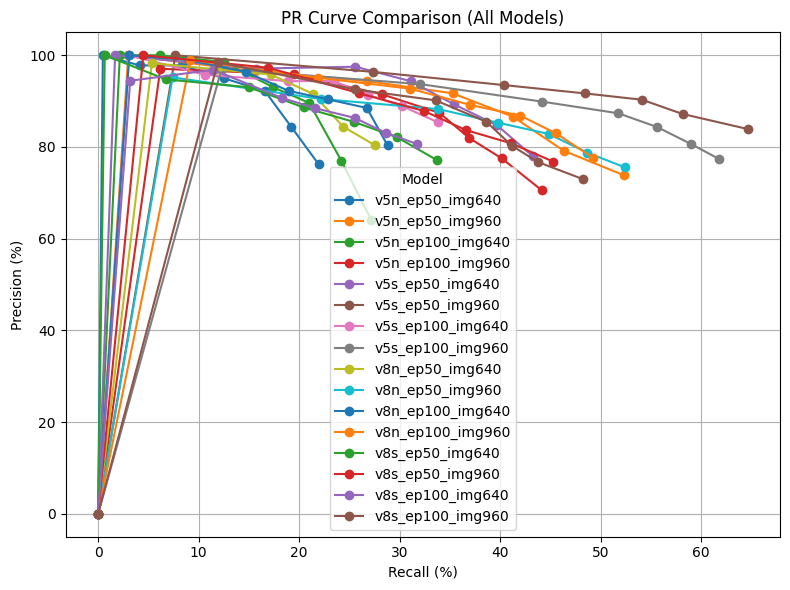 PR Curve Comparison (All Models)
100
80
60
40
20
0
Precision (%)
Model
v5n_ep50_img640
v5n_ep50_img960
v5n_ep100_img640
v5n_ep100_img960
v5s_ep50_img640
v5s_ep50_img960
v5s_ep100_img640
v5s_ep100_img960
v8n_ep50_img640
v8n_ep50_img960
v8n_ep100_img640
v8n_ep100_img960
v8s_ep50_img640
v8s_ep50_img960
v8s_ep100_img640
v8s_ep100_img960
0 10 20 30 40 50 60
Recall (%)